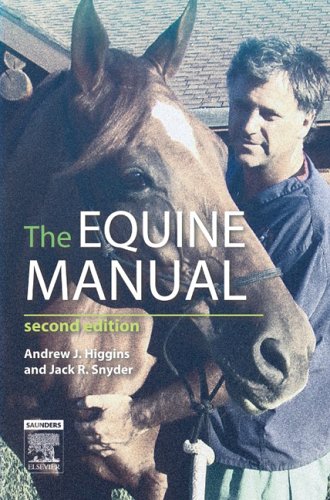 The EQUINE
MANUAL
second edition
Andrew J. Higgins
and Jack R. Snyder
SAUNDERS
ELSEVIER